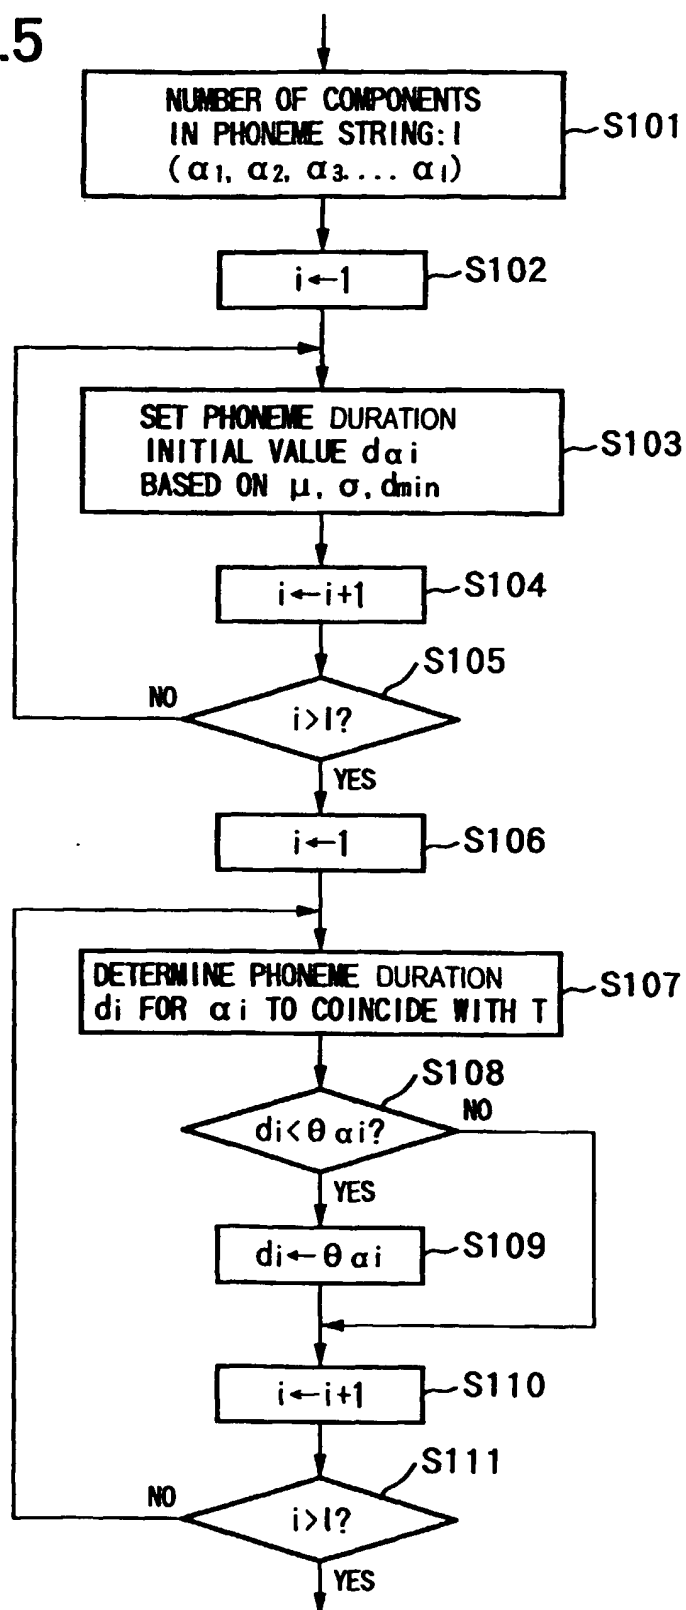 .5
NUMBER OF COMPONENTS
IN PHONEME STRING: I
(α1, α2, α3.... αI)
S101
i←1
S102
SET PHONEME DURATION
INITIAL VALUE dαi
BASED ON μ, σ, dmin
S103
i←i+1
S104
S105
NO
i>I?
YES
i←1
S106
DETERMINE PHONEME DURATION
di FOR αi TO COINCIDE WITH T
S107
S108
NO
di<θαi?
YES
di←θαi
S109
i←i+1
S110
S111
NO
i>I?
YES